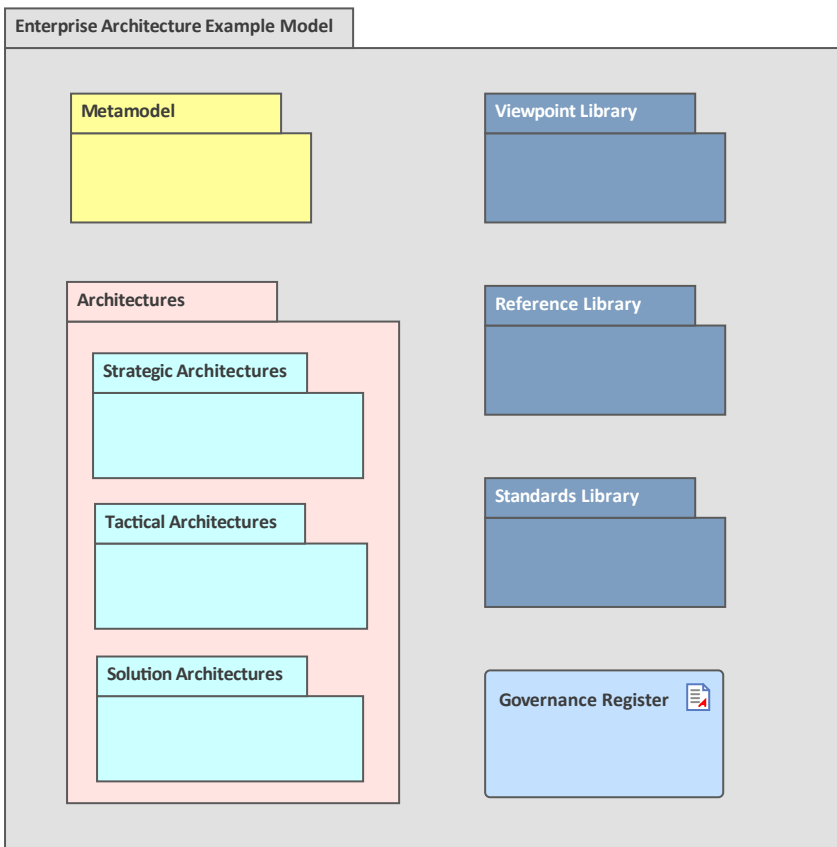 Enterprise Architecture Example Model
Metamodel
Viewpoint Library
Architectures
Reference Library
Strategic Architectures
Standards Library
Tactical Architectures
Solution Architectures
Governance Register